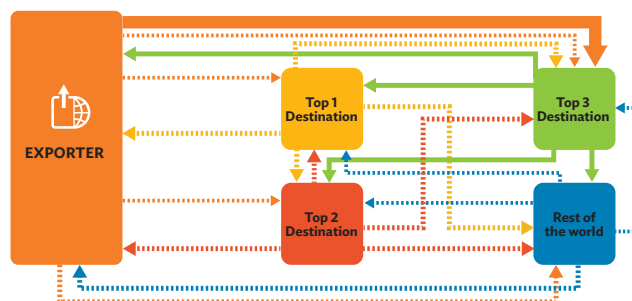 EXPORTER
Top 1
Destination
Top 3
Destination
Top 2
Destination
Rest of
the world